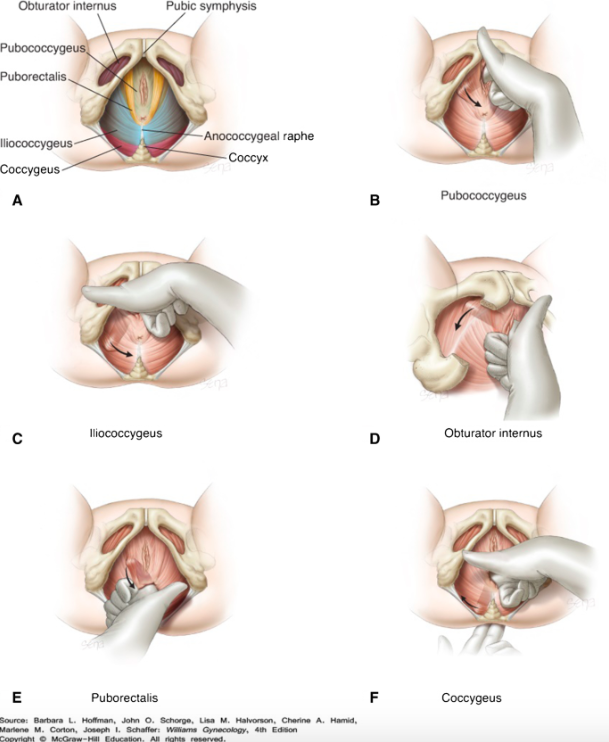 Obturator internus
Pubic symphysis
Pubococcygeus
Puborectalis
Iliococcygeus
Anococcygeal raphe
Coccygeus
Coccyx
A
B
Pubococcygeus
C
Iliococcygeus
D
Obturator internus
E
Puborectalis
F
Coccygeus
Source: Barbara L. Hoffman, John O. Schorge, Lisa M. Halvorson, Cherine A. Hamid,
Marlene M. Corton, Joseph I. Schaffer: Williams Gynecology, 4th Edition
Copyright © McGraw-Hill Education. All rights reserved.